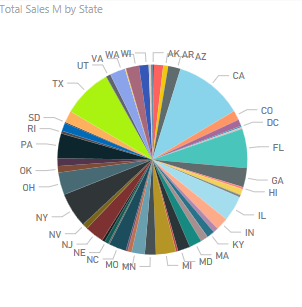 Total Sales M by State
AK
AR
AZ
CA
CO
DC
FL
GA
HI
IL
IN
KY
MA
MD
MI
MN
MO
NC
NE
NJ
NV
NY
OH
OK
PA
RI
SD
TX
UT
VA
WA
WI